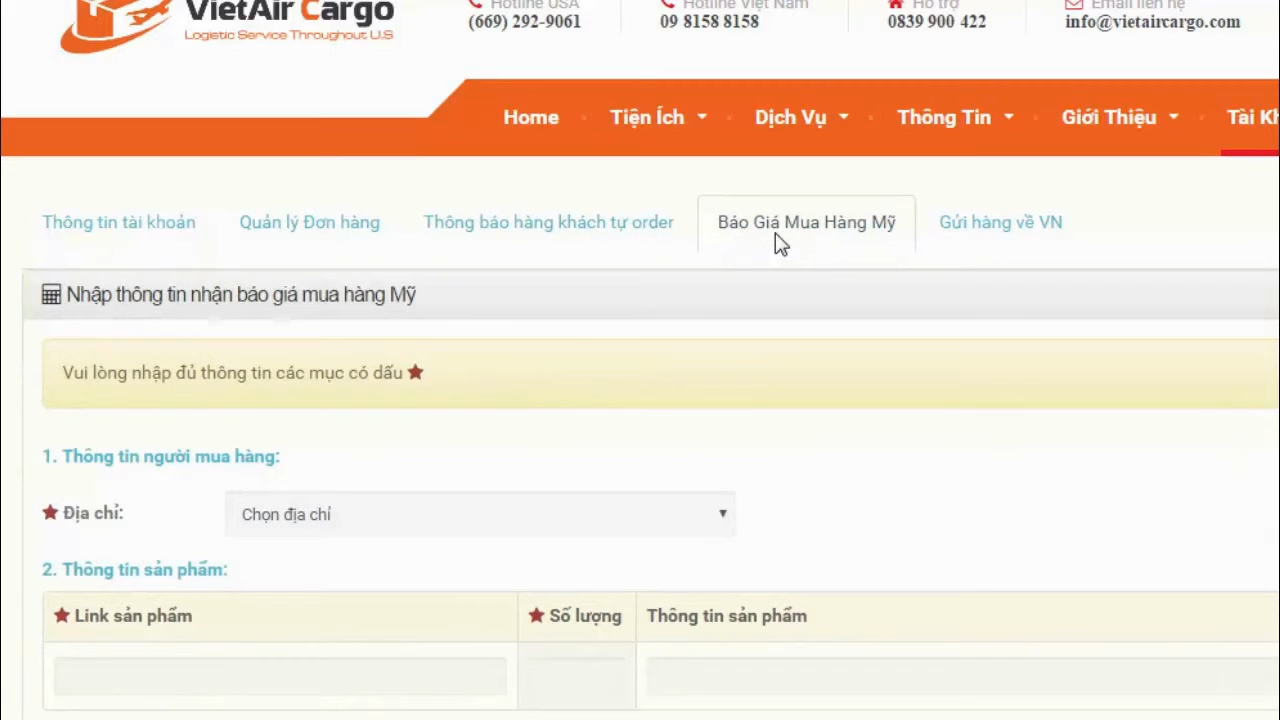 VietAir Cargo
Logistic Service Throughout U.S
Hotline USA
(669) 292-9061
Hotline Việt Nam
09 8158 8158
Hỗ trợ
0839 900 422
Email liên hệ
info@vietaircargo.com
Home
Tiện Ích
Dịch Vụ
Thông Tin
Giới Thiệu
Tài Kh
Thông tin tài khoản
Quản lý Đơn hàng
Thông báo hàng khách tự order
Báo Giá Mua Hàng Mỹ
Gửi hàng về VN
Nhập thông tin nhận báo giá mua hàng Mỹ
Vui lòng nhập đủ thông tin các mục có dấu
1. Thông tin người mua hàng:
Địa chỉ:
Chọn địa chỉ
2. Thông tin sản phẩm:
Link sản phẩm
Số lượng
Thông tin sản phẩm